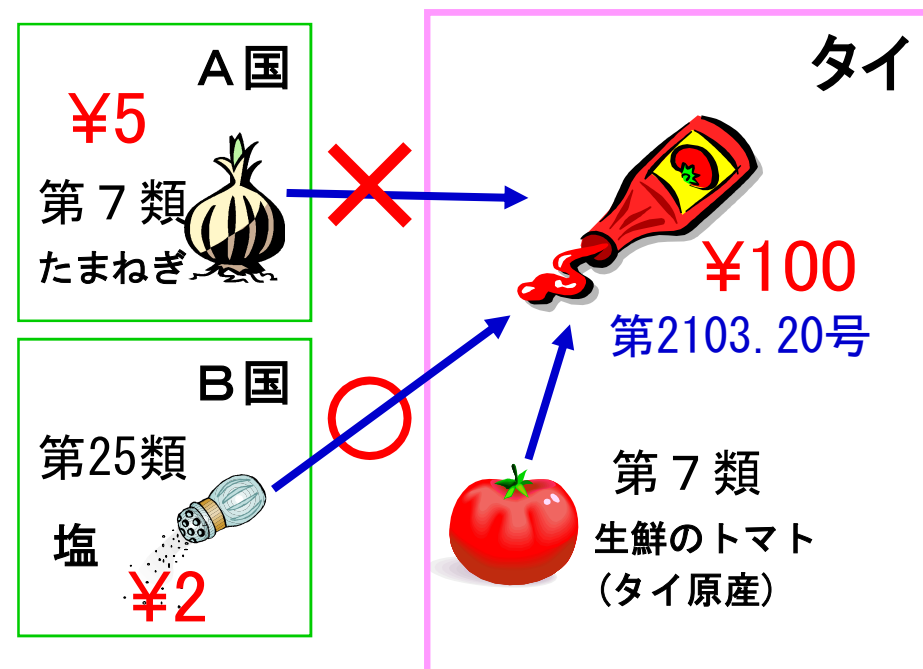 A国
¥5
第７類
たまねぎ
B国
第25類
塩
¥2
タイ
¥100
第2103.20号
第７類
生鮮のトマト
(タイ原産)